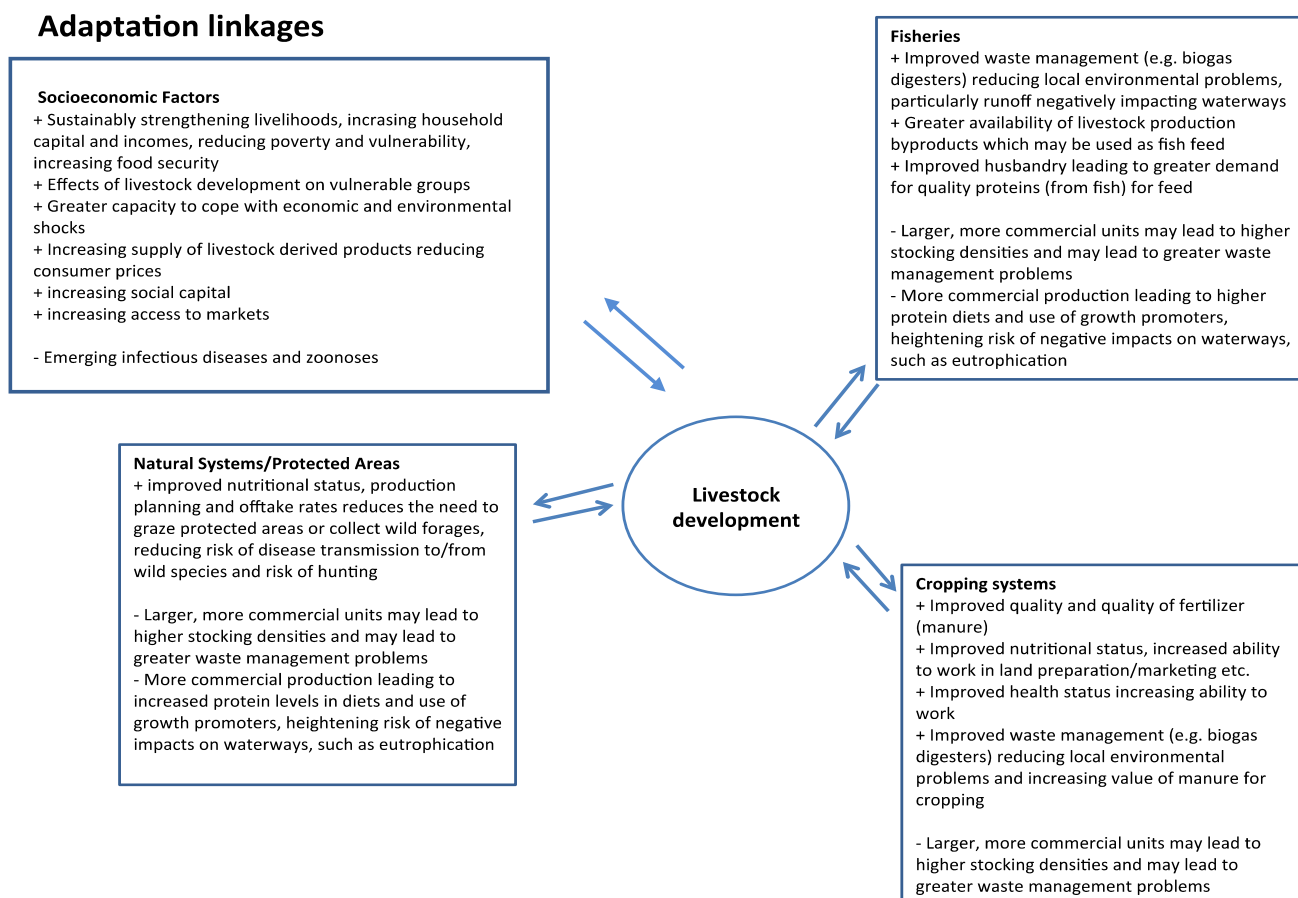 Adaptation linkages
Socioeconomic Factors
+ Sustainably strengthening livelihoods, incrasing household
capital and incomes, reducing poverty and vulnerability,
increasing food security
+ Effects of livestock development on vulnerable groups
+ Greater capacity to cope with economic and environmental
shocks
+ Increasing supply of livestock derived products reducing
consumer prices
+ increasing social capital
+ increasing access to markets
- Emerging infectious diseases and zoonoses
Fisheries
+ Improved waste management (e.g. biogas
digesters) reducing local environmental problems,
particularly runoff negatively impacting waterways
+ Greater availability of livestock production
byproducts which may be used as fish feed
+ Improved husbandry leading to greater demand
for quality proteins (from fish) for feed
- Larger, more commercial units may lead to higher
stocking densities and may lead to greater waste
management problems
- More commercial production leading to higher
protein diets and use of growth promoters,
heightening risk of negative impacts on waterways,
such as eutrophication
Natural Systems/Protected Areas
+ improved nutritional status, production
planning and offtake rates reduces the need to
graze protected areas or collect wild forages,
reducing risk of disease transmission to/from
wild species and risk of hunting
- Larger, more commercial units may lead to
higher stocking densities and may lead to
greater waste management problems
- More commercial production leading to
increased protein levels in diets and use of
growth promoters, heightening risk of negative
impacts on waterways, such as eutrophication
Livestock
development
Cropping systems
+ Improved quality and quality of fertilizer
(manure)
+ Improved nutritional status, increased ability
to work in land preparation/marketing etc.
+ Improved health status increasing ability to
work
+ Improved waste management (e.g. biogas
digesters) reducing local environmental
problems and increasing value of manure for
cropping
- Larger, more commercial units may lead to
higher stocking densities and may lead to
greater waste management problems